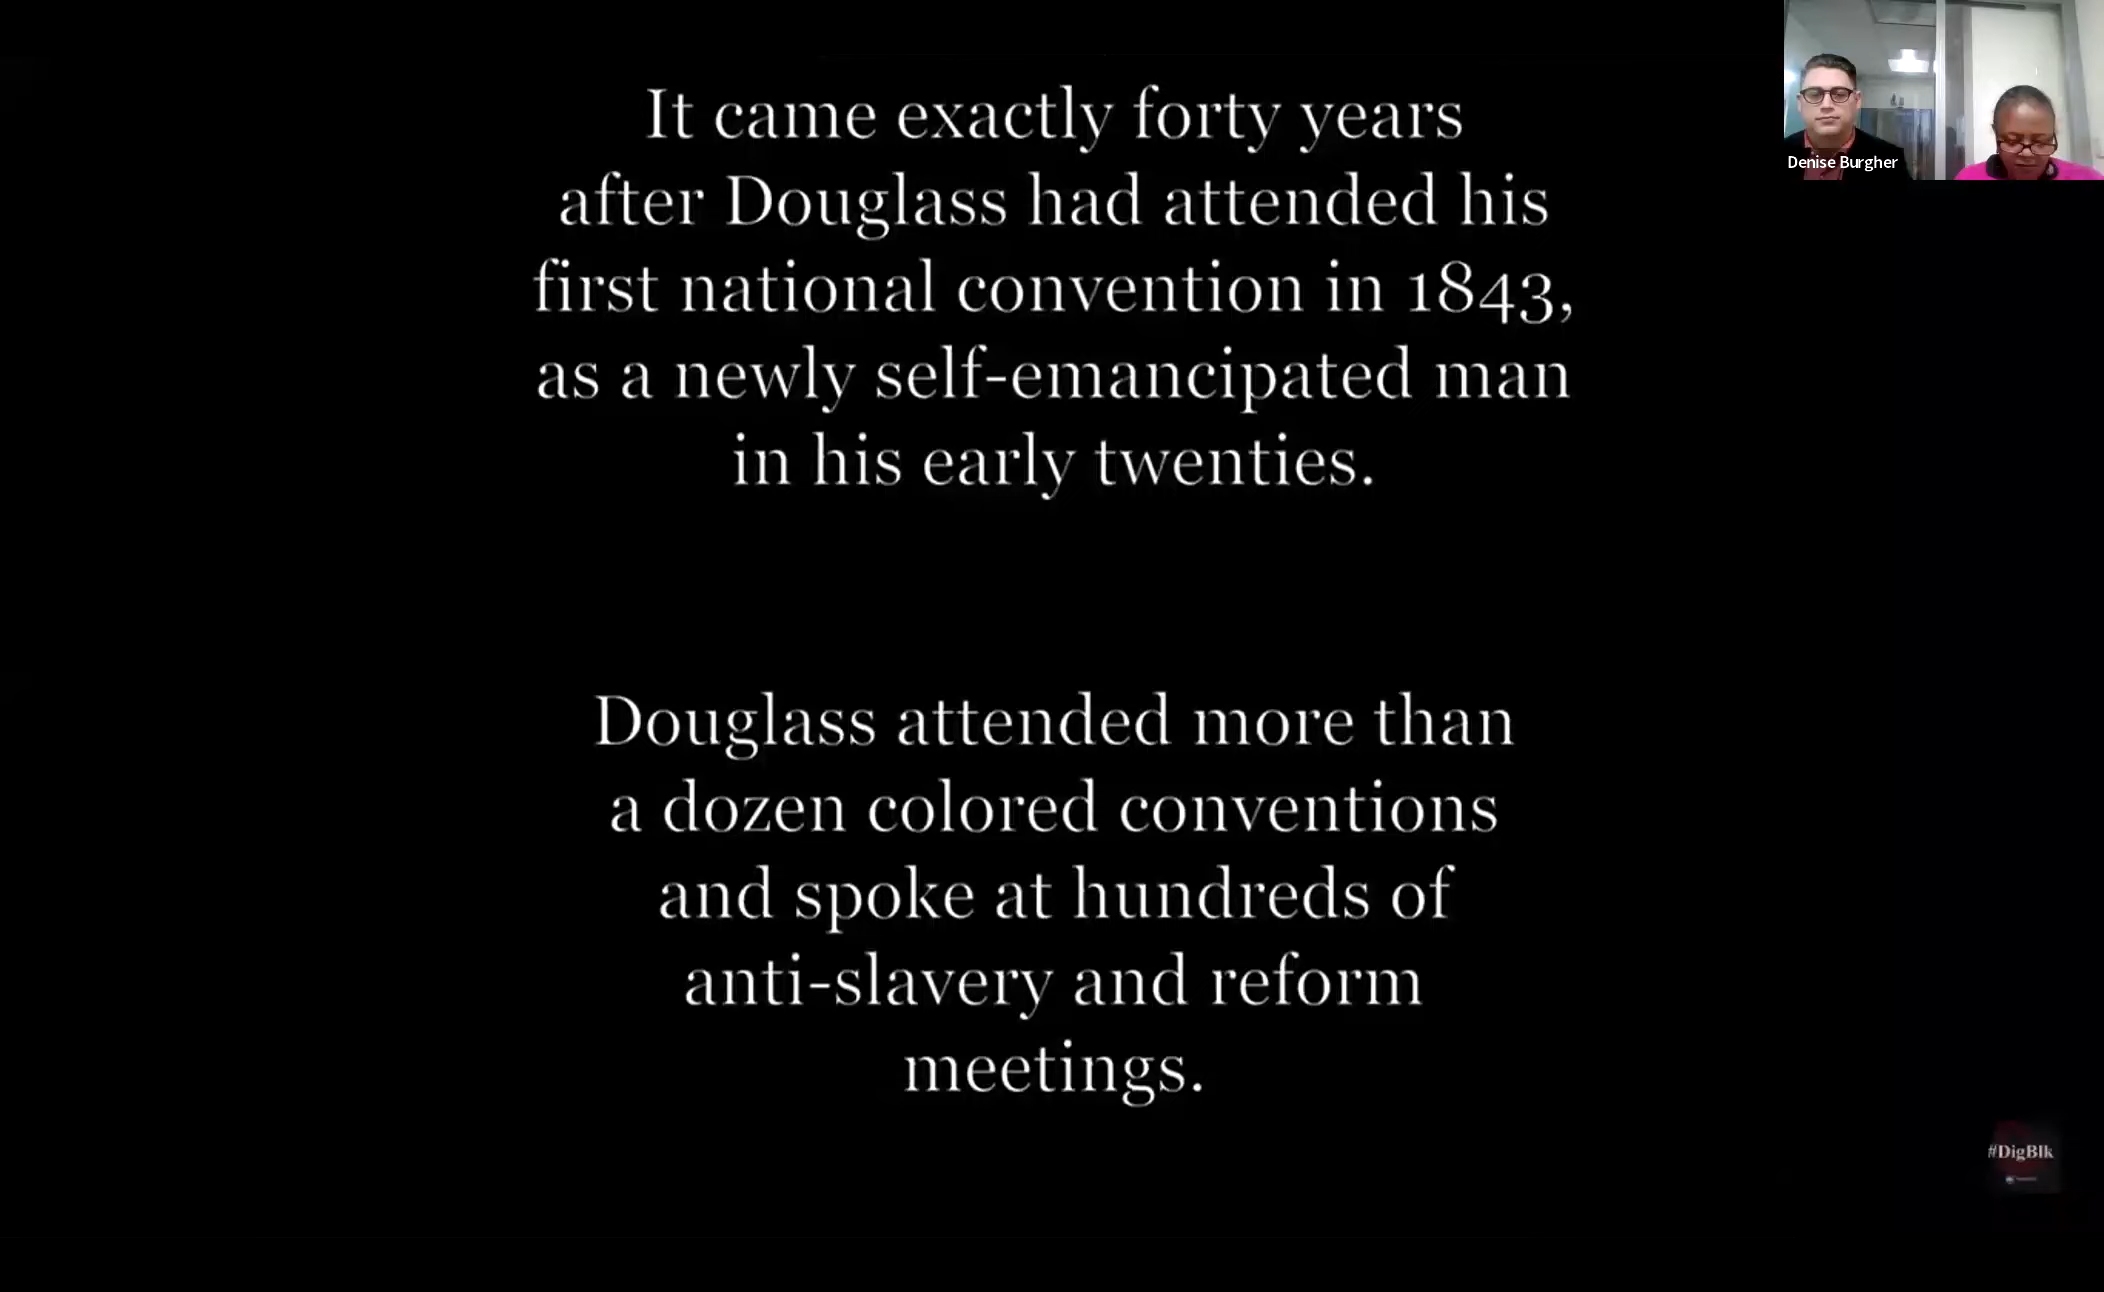 It came exactly forty years
after Douglass had attended his
first national convention in 1843,
as a newly self-emancipated man
in his early twenties.
Douglass attended more than
a dozen colored conventions
and spoke at hundreds of
anti-slavery and reform
meetings.
Denise Burgher
#DigBlk